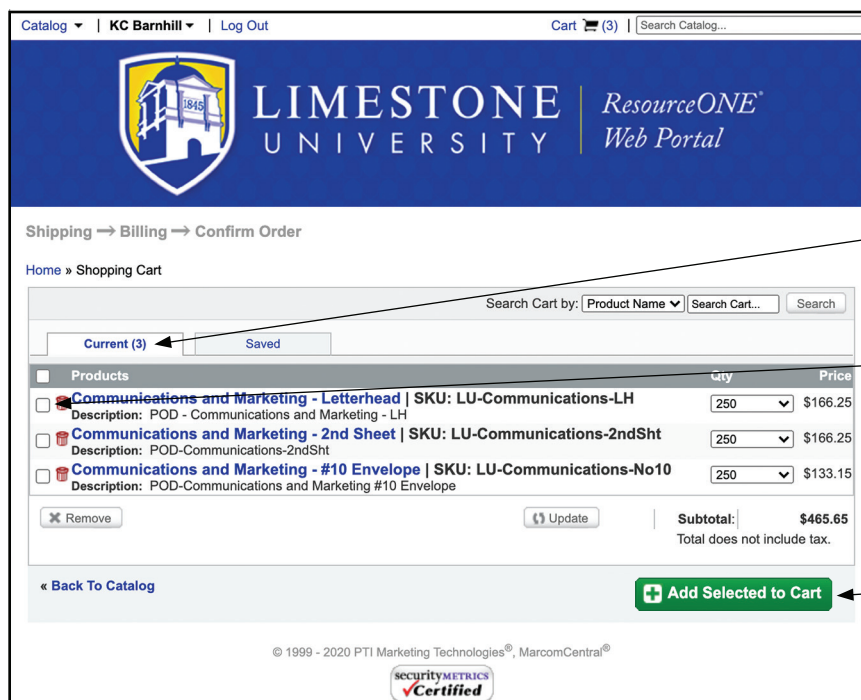 Catalog | KC Barnhill | Log Out
Cart (3) | Search Catalog...
1845
LIMESTONE
UNIVERSITY
ResourceONE®
Web Portal
Shipping → Billing → Confirm Order
Home » Shopping Cart
Search Cart by: Product Name Search Cart... Search
Current (3) Saved
Products Qty Price
Communications and Marketing - Letterhead | SKU: LU-Communications-LH 250 $166.25
Description: POD - Communications and Marketing - LH
Communications and Marketing - 2nd Sheet | SKU: LU-Communications-2ndSht 250 $166.25
Description: POD-Communications-2ndSht
Communications and Marketing - #10 Envelope | SKU: LU-Communications-No10 250 $133.15
Description: POD-Communications and Marketing #10 Envelope
Remove Update Subtotal: $465.65
Total does not include tax.
« Back To Catalog Add Selected to Cart
© 1999 - 2020 PTI Marketing Technologies®, MarcomCentral®
securityMETRICS
Certified